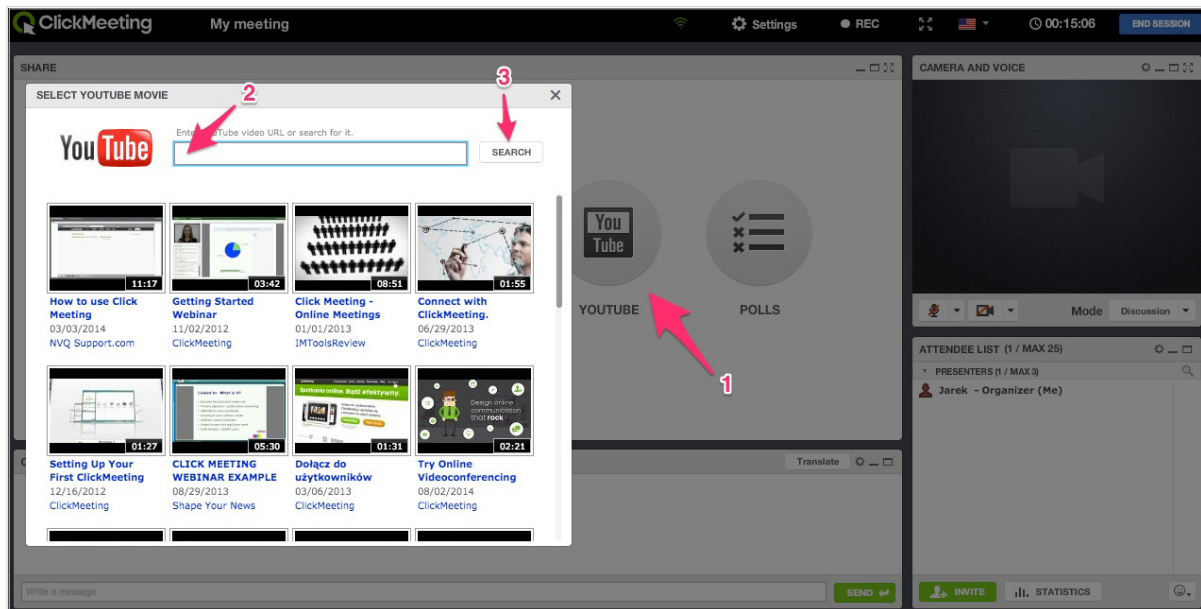 ClickMeeting My meeting Settings REC 00:15:06 END SESSION
SHARE
3
SELECT YOUTUBE MOVIE
2
Enter YouTube video URL or search for it.
You Tube
SEARCH
11:17 03:42 08:51 01:55
How to use Click Meeting
03/03/2014
NVQ Support.com
Getting Started Webinar
11/02/2012
ClickMeeting
Click Meeting - Online Meetings
01/01/2013
IMToolsReview
Connect with ClickMeeting.
06/29/2013
ClickMeeting
Design online
communication
that rock
01:27 05:30 01:31 02:21
Setting Up Your First ClickMeeting
12/16/2012
ClickMeeting
CLICK MEETING WEBINAR EXAMPLE
08/29/2013
Shape Your News
Dołącz do użytkowników
03/06/2013
ClickMeeting
Try Online Videoconferencing
08/02/2014
ClickMeeting
You
Tube
YOUTUBE POLLS
1
Translate
Write a message
SEND
CAMERA AND VOICE
Mode Discussion
ATTENDEE LIST (1 / MAX 25)
PRESENTERS (1 / MAX 3)
Jarek - Organizer (Me)
INVITE STATISTICS